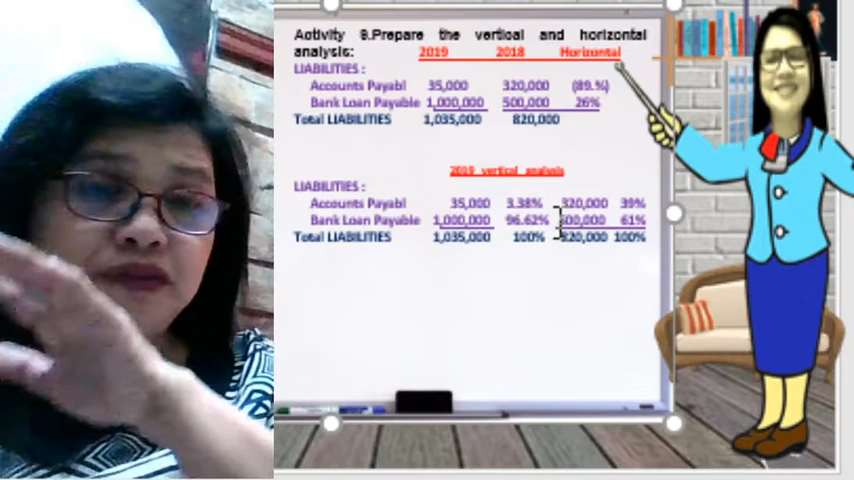 Activity 9.Prepare the vertical and horizontal
analysis: 2019 2018 Horizontal
LIABILITIES :
Accounts Payabl 35,000 320,000 (89.%)
Bank Loan Payable 1,000,000 500,000 26%
Total LIABILITIES 1,035,000 820,000
2019 vertical analysis
LIABILITIES :
Accounts Payabl 35,000 3.38% 320,000 39%
Bank Loan Payable 1,000,000 96.62% 500,000 61%
Total LIABILITIES 1,035,000 100% 820,000 100%